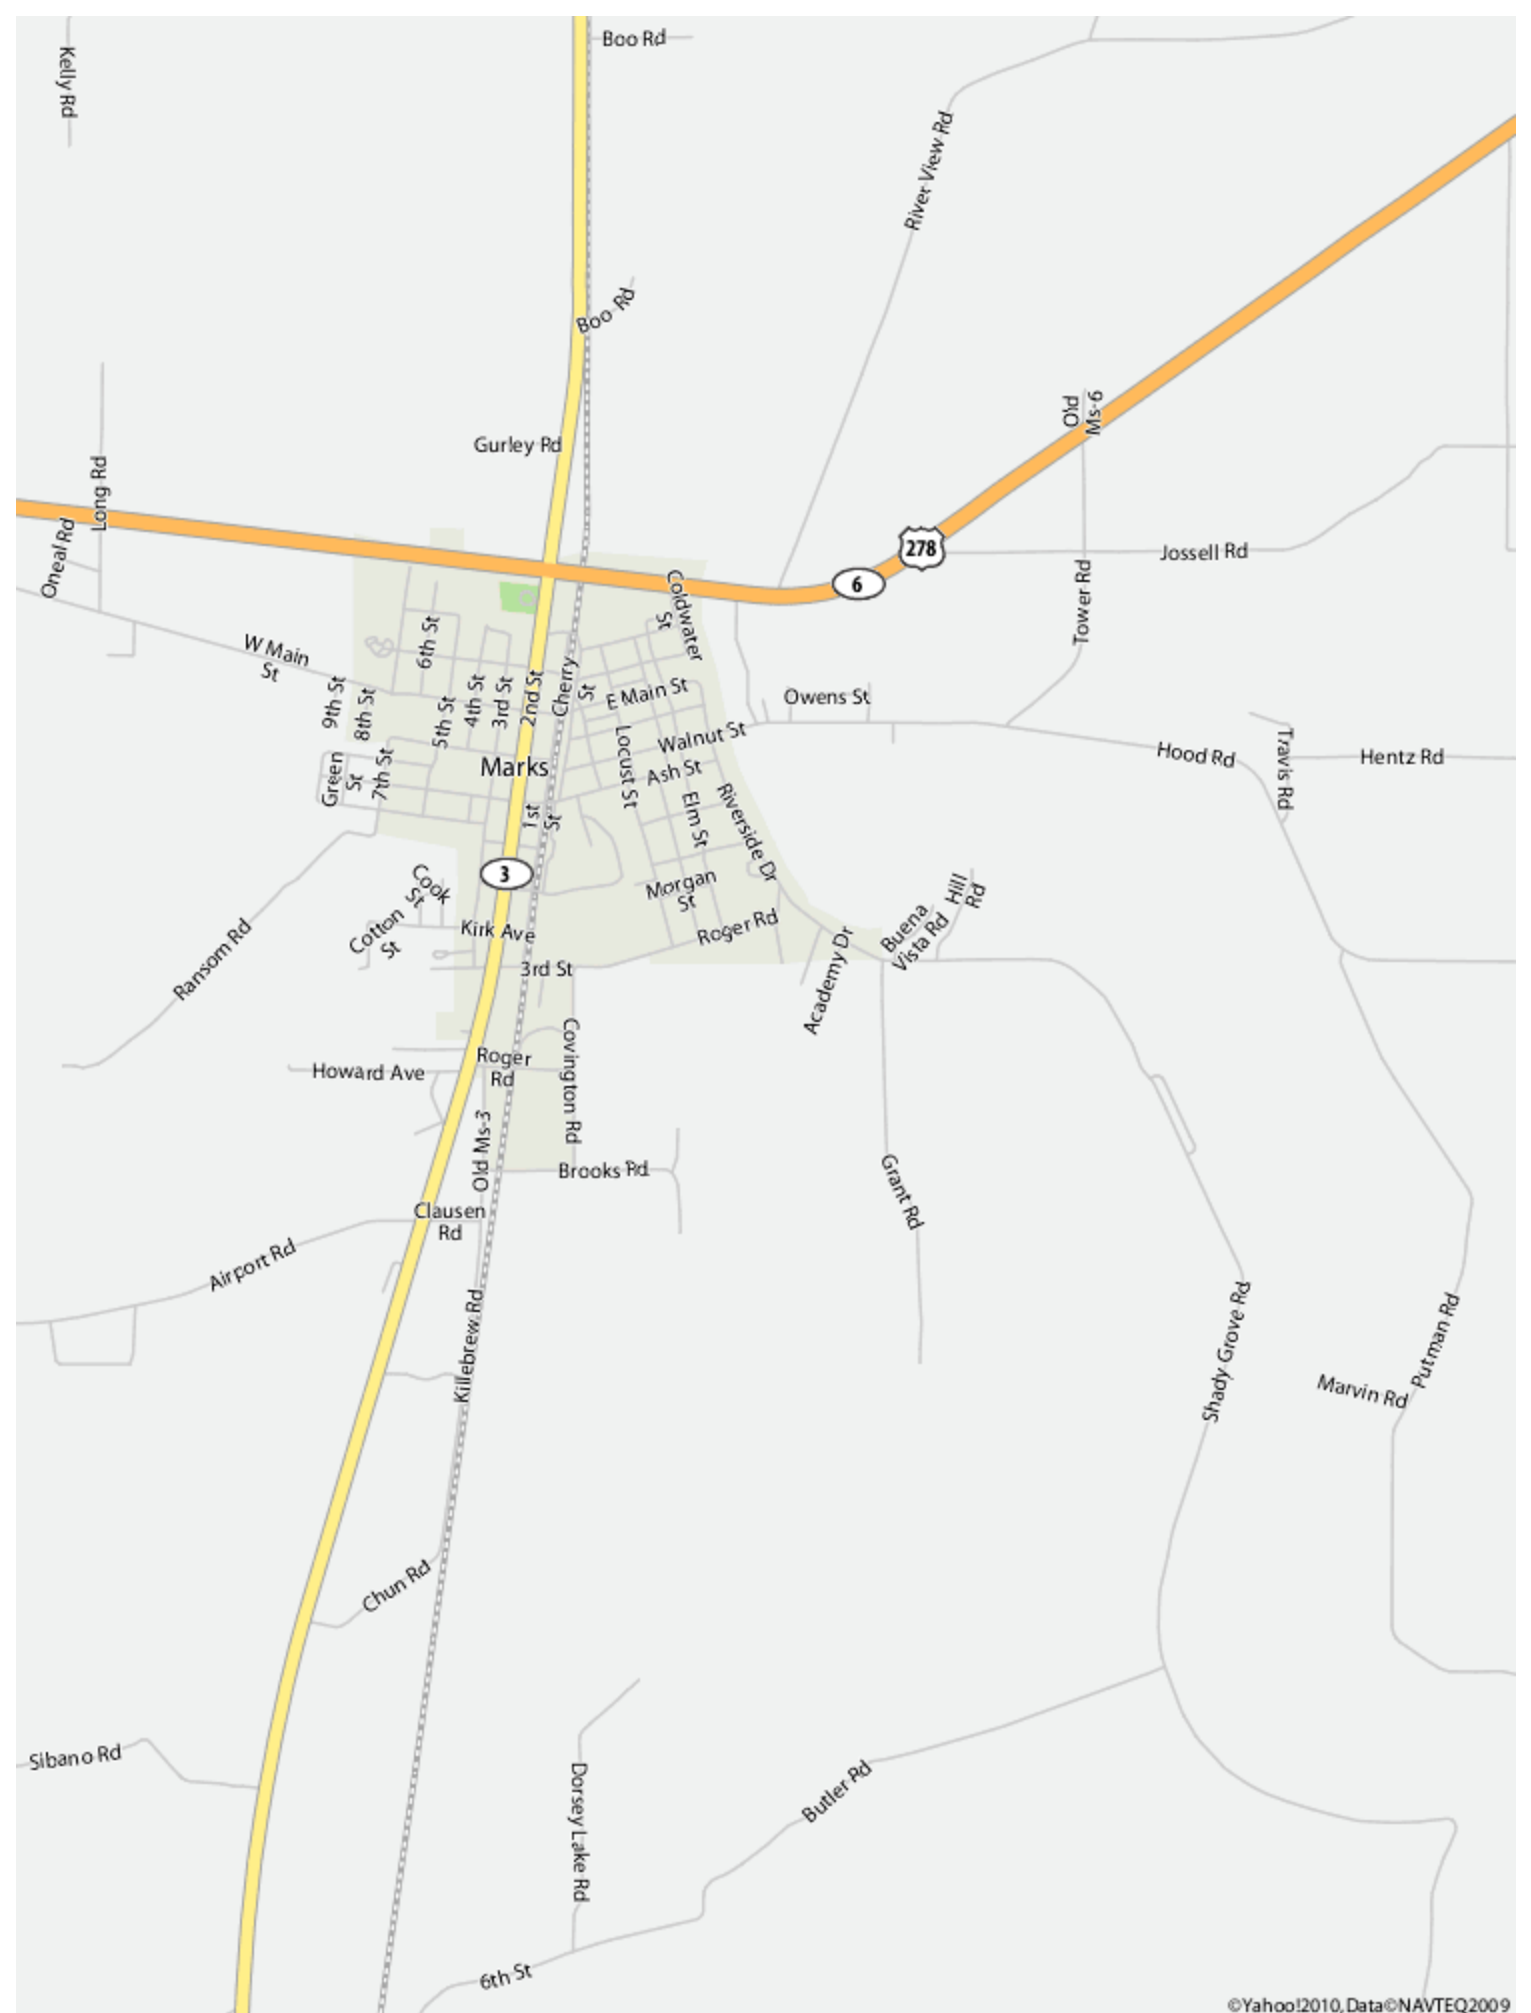 Boo Rd
Kelly Rd
River View Rd
Boo Rd
Old
Ms-6
Gurley Rd
Long Rd
Oneal Rd
278
6
Jossell Rd
Coldwater
St
Tower Rd
6th St
W Main
St
9th St
8th St
5th St
4th St
3rd St
2nd St
Cherry
St
E Main St
Owens St
Walnut St
Locust St
Ash St
Hood Rd
Travis Rd
Hentz Rd
Marks
Green
St
7th St
1st
St
Elm St
Riverside Dr
3
Cook
St
Morgan
St
Hill
Rd
Cotton
St
Kirk Ave
Roger Rd
Buena
Vista Rd
Ransom Rd
3rd St
Academy Dr
Covington Rd
Roger
Rd
Howard Ave
Old Ms-3
Brooks Rd
Grant Rd
Clausen
Rd
Airport Rd
Killebrew Rd
Shady Grove Rd
Putman Rd
Marvin Rd
Chun Rd
Sibano Rd
Dorsey Lake Rd
Butler Rd
6th St
©Yahoo!2010, Data©NAVTEQ2009